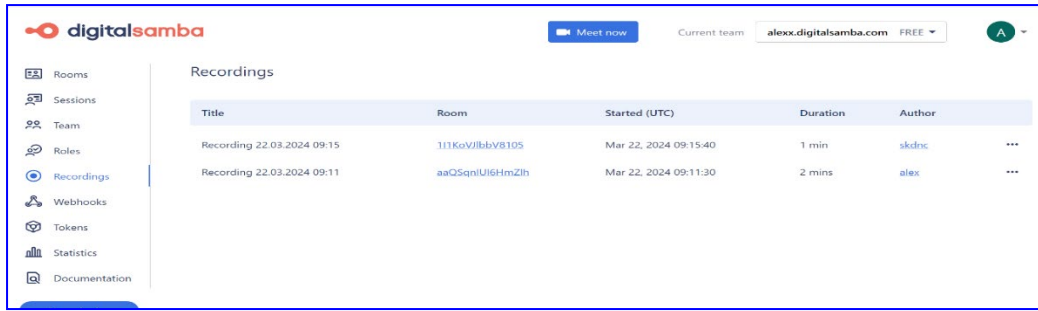 digitalsamba
Meet now
Current team
alexx.digitalsamba.com FREE
A
Rooms
Sessions
Team
Roles
Recordings
Webhooks
Tokens
Statistics
Documentation
Recordings
Title Room Started (UTC) Duration Author
Recording 22.03.2024 09:15 Mar 22, 2024 09:15:40 1 min skdnc
Recording 22.03.2024 09:11 Mar 22, 2024 09:11:30 2 mins alex